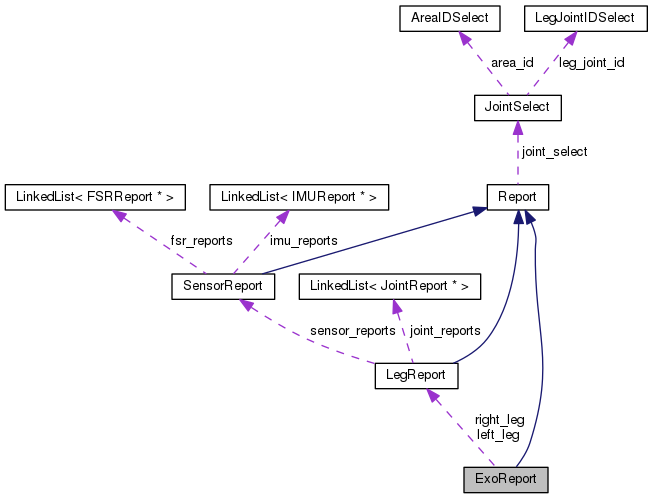 AreaIDSelect
LegJointIDSelect
area_id
leg_joint_id
JointSelect
joint_select
LinkedList< FSRReport * >
LinkedList< IMUReport * >
Report
fsr_reports
imu_reports
SensorReport
LinkedList< JointReport * >
sensor_reports
joint_reports
LegReport
right_leg
left_leg
ExoReport